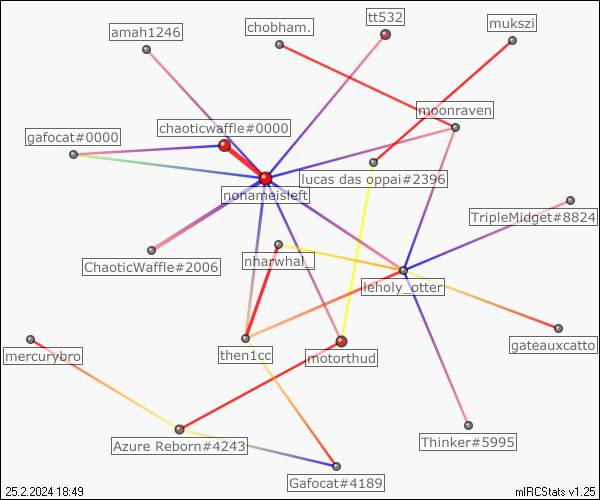 tt532
chobham.
mukszi
amah1246
moonraven
chaoticwaffle#0000
gafocat#0000
lucas das oppai#2396
nonameisleft
TripleMidget#8824
nharwhal_
ChaoticWaffle#2006
leholy_otter
gateauxcatto
then1cc
mercurybro
motorthud
Thinker#5995
Azure Reborn#4243
Gafocat#4189
25.2.2024 18:49
mIRCStats v1.25